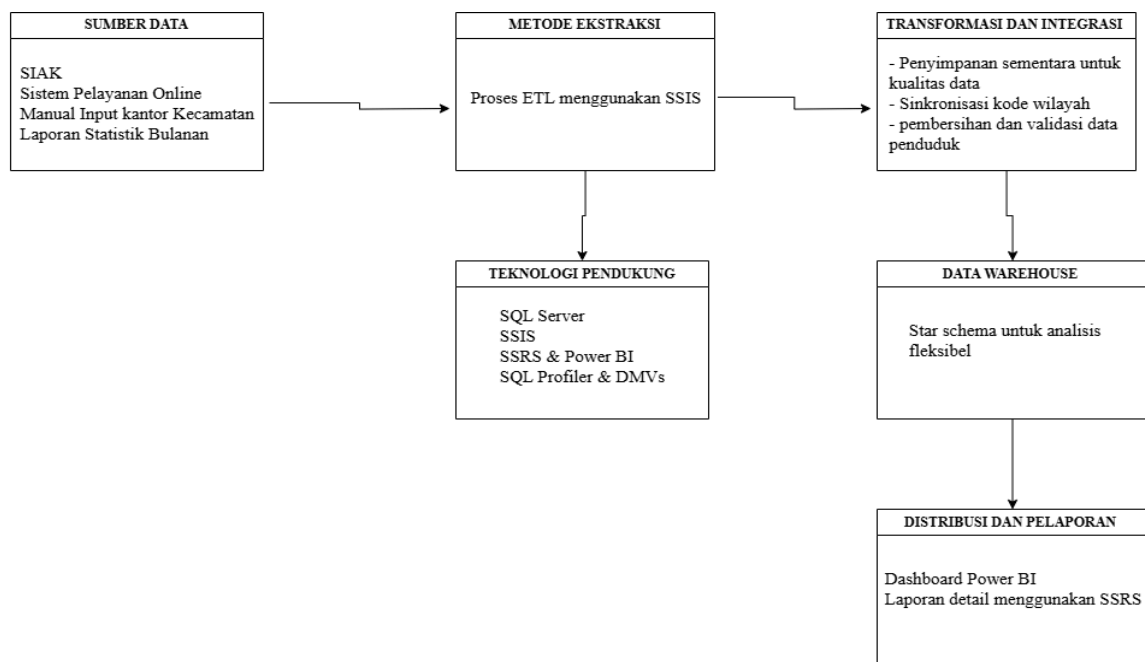 SUMBER DATA
SIAK
Sistem Pelayanan Online
Manual Input kantor Kecamatan
Laporan Statistik Bulanan
METODE EKSTRAKSI
Proses ETL menggunakan SSIS
TRANSFORMASI DAN INTEGRASI
- Penyimpanan sementara untuk
kualitas data
- Sinkronisasi kode wilayah
- pembersihan dan validasi data
penduduk
TEKNOLOGI PENDUKUNG
SQL Server
SSIS
SSRS & Power BI
SQL Profiler & DMVs
DATA WAREHOUSE
Star schema untuk analisis
fleksibel
DISTRIBUSI DAN PELAPORAN
Dashboard Power BI
Laporan detail menggunakan SSRS